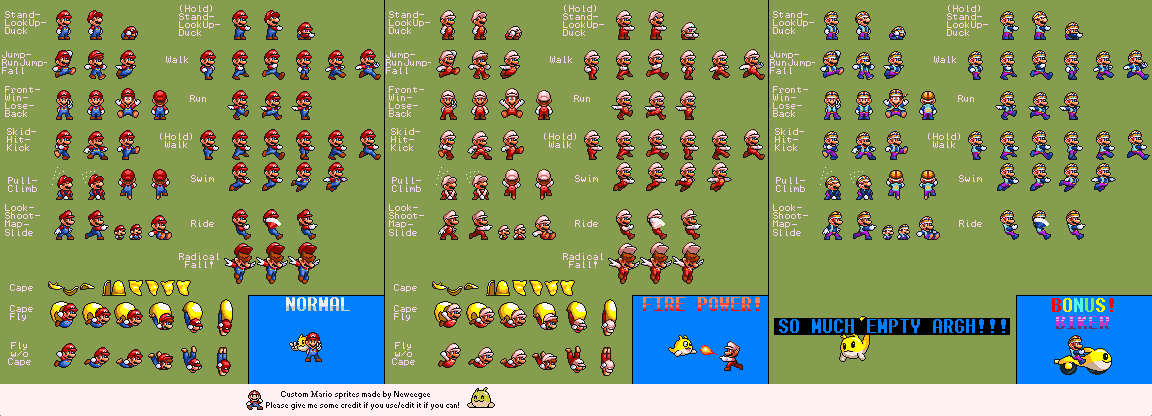 Stand-
LookUp-
Duck
(Hold)
Stand-
LookUp-
Duck
Jump-
RunJump-
Fall
Walk
Front-
Win-
Lose-
Back
Run
Skid-
Hit-
Kick
(Hold)
Walk
Pull-
Climb
Swim
Look-
Shoot-
Map-
Slide
Ride
Radical
Fall!
Cape
Cape
Fly
Fly
w/o
Cape
NORMAL
Stand-
LookUp-
Duck
(Hold)
Stand-
LookUp-
Duck
Jump-
RunJump-
Fall
Walk
Front-
Win-
Lose-
Back
Run
Skid-
Hit-
Kick
(Hold)
Walk
Pull-
Climb
Swim
Look-
Shoot-
Map-
Slide
Ride
Radical
Fall!
Cape
Cape
Fly
Fly
w/o
Cape
FIRE POWER!
Stand-
LookUp-
Duck
(Hold)
Stand-
LookUp-
Duck
Jump-
RunJump-
Fall
Walk
Front-
Win-
Lose-
Back
Run
Skid-
Hit-
Kick
(Hold)
Walk
Pull-
Climb
Swim
Look-
Shoot-
Map-
Slide
Ride
SO MUCH EMPTY ARGH!!!
BONUS!
BIKER
Custom Mario sprites made by Neweegee
Please give me some credit if you use/edit it if you can!